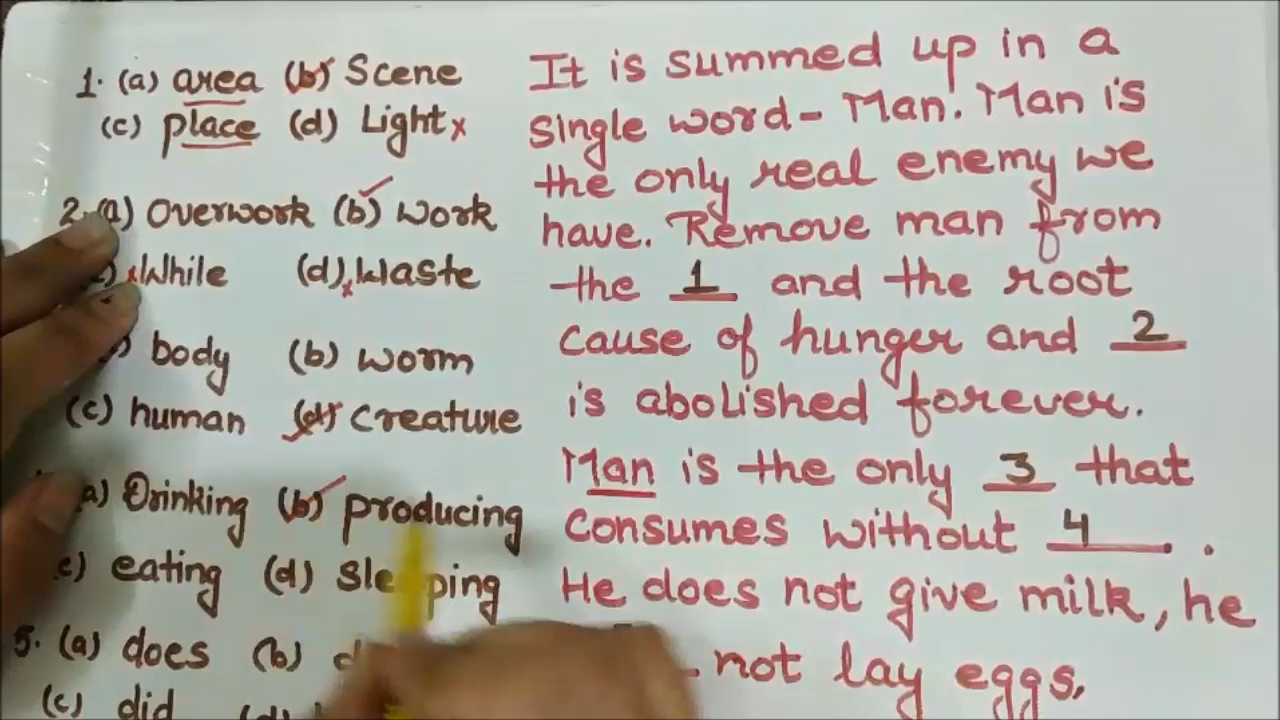 1. (a) area (b) Scene
(c) place (d) Light x
2. (a) Overwork (b) work
x While (d) x Waste
body (b) worm
(c) human (d) Creature
a) Drinking (b) producing
c) eating (d)
5. (a) does (b)
(c) did (d)
It is summed up in a
single word - Man. Man is
the only real enemy we
have. Remove man from
the 1 and the root
cause of hunger and 2
is abolished forever.
Man is the only 3 that
consumes without 4 .
He does not give milk, he
not lay eggs,